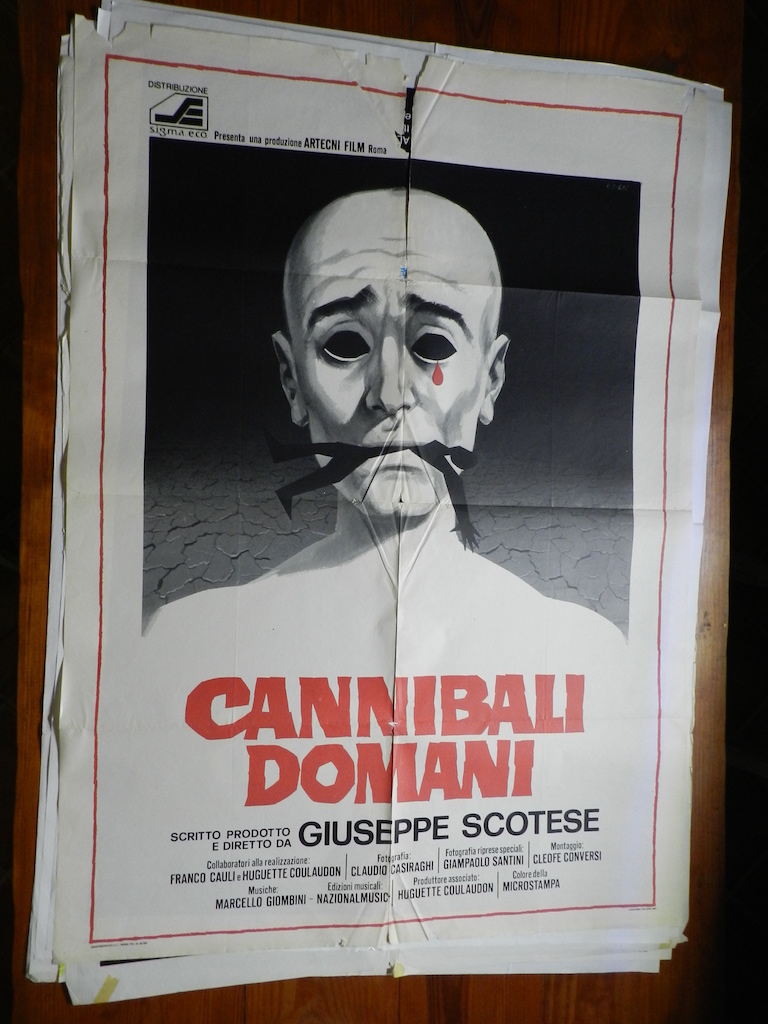 DISTRIBUZIONE
sigma eco
Presenta una produzione ARTECNI FILM Roma
CANNIBALI
DOMANI
SCRITTO PRODOTTO
E DIRETTO DA GIUSEPPE SCOTESE
Collaboratori alla realizzazione:
FRANCO CAULI e HUGUETTE COULAUDON
Fotografia:
CLAUDIO CASIRAGHI
Fotografia riprese speciali:
GIAMPAOLO SANTINI
Montaggio:
CLEOFE CONVERSI
Musiche:
MARCELLO GIOMBINI -
Edizioni musicali:
NAZIONALMUSIC
Produttore associato:
HUGUETTE COULAUDON
Colore della
MICROSTAMPA